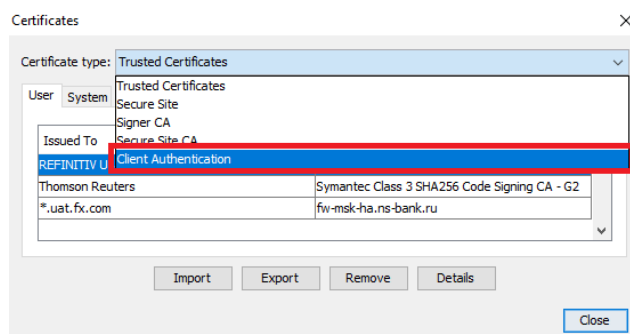 Certificates
Certificate type: Trusted Certificates
Trusted Certificates
User System
Secure Site
Signer CA
Issued To
Secure Site CA
REFINITIV U
Client Authentication
Thomson Reuters Symantec Class 3 SHA256 Code Signing CA - G2
*.uat.fx.com fw-msk-ha.ns-bank.ru
Import Export Remove Details
Close